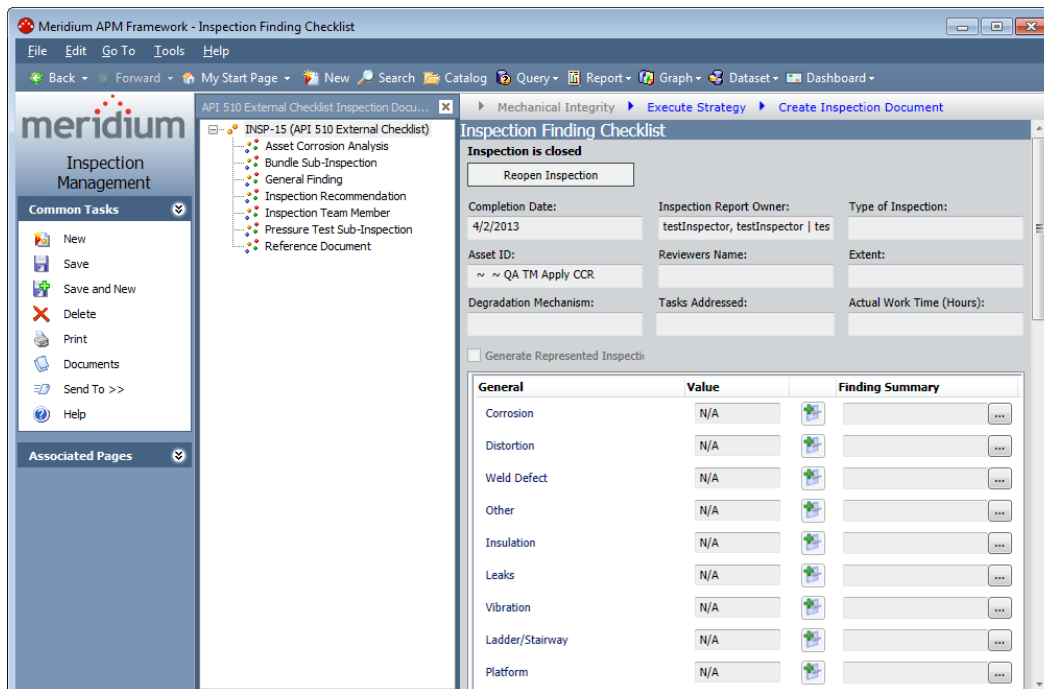 Meridium APM Framework - Inspection Finding Checklist
File Edit Go To Tools Help
Back Forward My Start Page New Search Catalog Query Report Graph Dataset Dashboard
meridium
Inspection
Management
Common Tasks
New
Save
Save and New
Delete
Print
Documents
Send To >>
Help
Associated Pages
API 510 External Checklist Inspection Docu...
INSP-15 (API 510 External Checklist)
Asset Corrosion Analysis
Bundle Sub-Inspection
General Finding
Inspection Recommendation
Inspection Team Member
Pressure Test Sub-Inspection
Reference Document
Mechanical Integrity Execute Strategy Create Inspection Document
Inspection Finding Checklist
Inspection is closed
Reopen Inspection
Completion Date: Inspection Report Owner: Type of Inspection:
4/2/2013 testInspector, testInspector | tes
Asset ID: Reviewers Name: Extent:
~ ~ QA TM Apply CCR
Degradation Mechanism: Tasks Addressed: Actual Work Time (Hours):
Generate Represented Inspecti
General Value Finding Summary
Corrosion N/A ...
Distortion N/A ...
Weld Defect N/A ...
Other N/A ...
Insulation N/A ...
Leaks N/A ...
Vibration N/A ...
Ladder/Stairway N/A ...
Platform N/A ...